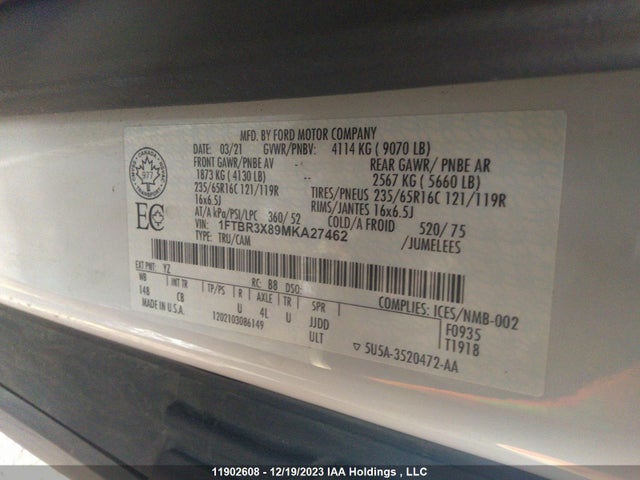 MFD. BY FORD MOTOR COMPANY
DATE: 03/21 GVWR/PNBV: 4114 KG ( 9070 LB)
FRONT GAWR/PNBE AV REAR GAWR/ PNBE AR
1873 KG ( 4130 LB) -- 2567 KG ( 5660 LB)
235/65R16C 121/119R TIRES/PNEUS 235/65R16C 121/119R
16x6.5J RIMS/JANTES 16x6.5J
AT/A kPa/PSI/LPC 360/ 52 COLD/A FROID 520/ 75
VIN: 1FTBR3X89MKA27462 /JUMELEES
TYPE: TRU/CAM
CANADA
977
TRANSPORT
EC
EXT PNT: YZ RC: B8 DSO: COMPLIES: ICES/NMB-002
WB INT TR TP/PS R AXLE TR SPR F0935
148 CB U 4L U JJDD T1918
MADE IN U.S.A. 1202103086149 ULT 5U5A-3520472-AA
11902608 - 12/19/2023 IAA Holdings , LLC